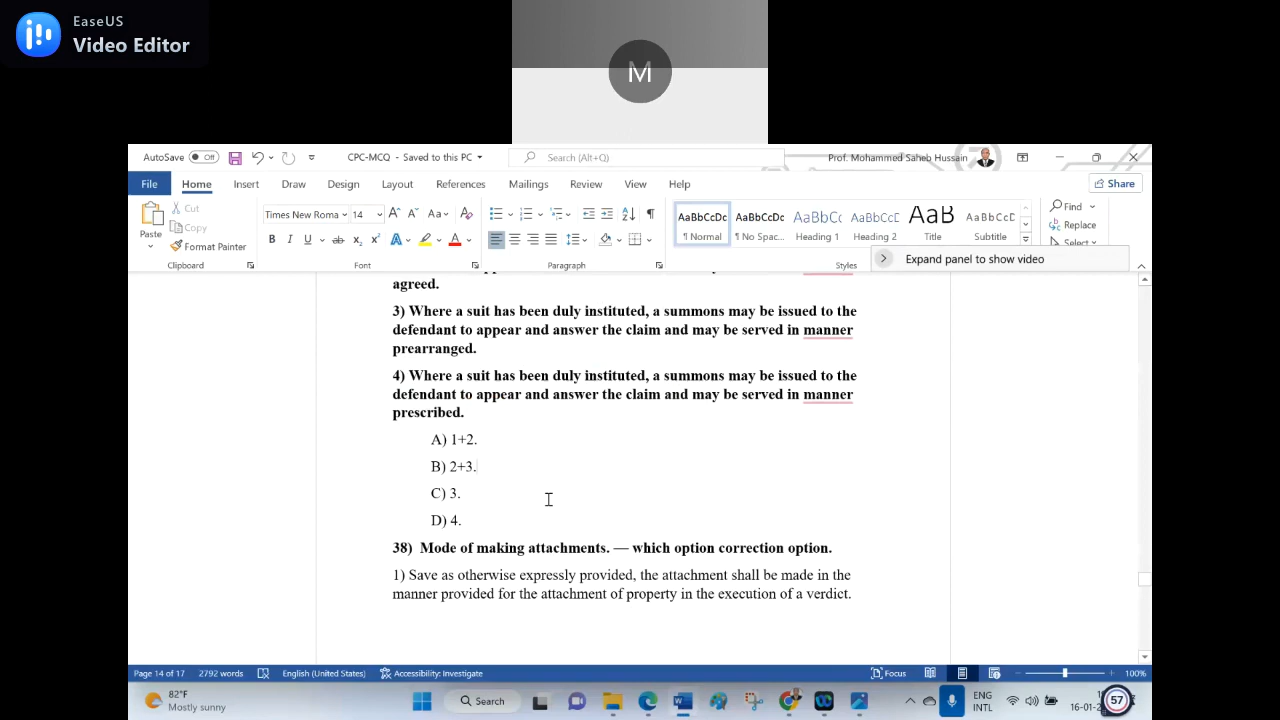 EaseUS
Video Editor
M
AutoSave Off CPC-MCQ - Saved to this PC Search (Alt+Q) Prof. Mohammed Saheb Hussain
File Home Insert Draw Design Layout References Mailings Review View Help Share
Paste Cut Copy Format Painter
Times New Roma 14
AaBbCcDc AaBbCcDc AaBbCc AaBbCcD AaB AaBbCcD
¶ Normal ¶ No Spac... Heading 1 Heading 2 Title Subtitle
Find
Replace
Select
Clipboard Font Paragraph Styles
Expand panel to show video
agreed.
3) Where a suit has been duly instituted, a summons may be issued to the
defendant to appear and answer the claim and may be served in manner
prearranged.
4) Where a suit has been duly instituted, a summons may be issued to the
defendant to appear and answer the claim and may be served in manner
prescribed.
A) 1+2.
B) 2+3.
C) 3.
D) 4.
38) Mode of making attachments. — which option correction option.
1) Save as otherwise expressly provided, the attachment shall be made in the
manner provided for the attachment of property in the execution of a verdict.
Page 14 of 17 2792 words English (United States) Accessibility: Investigate Focus 100%
82°F
Mostly sunny
Search
ENG
INTL
16-01-2
57